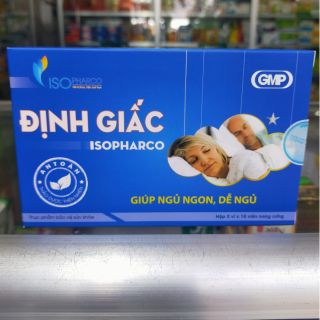 ISOPHARCO
GMP
ĐỊNH GIẤC
ISOPHARCO
AN TOÀN
GIÚP NGỦ NGON, DỄ NGỦ
Thực phẩm bảo vệ sức khỏe
Hộp 5 vỉ x 10 viên nang cứng